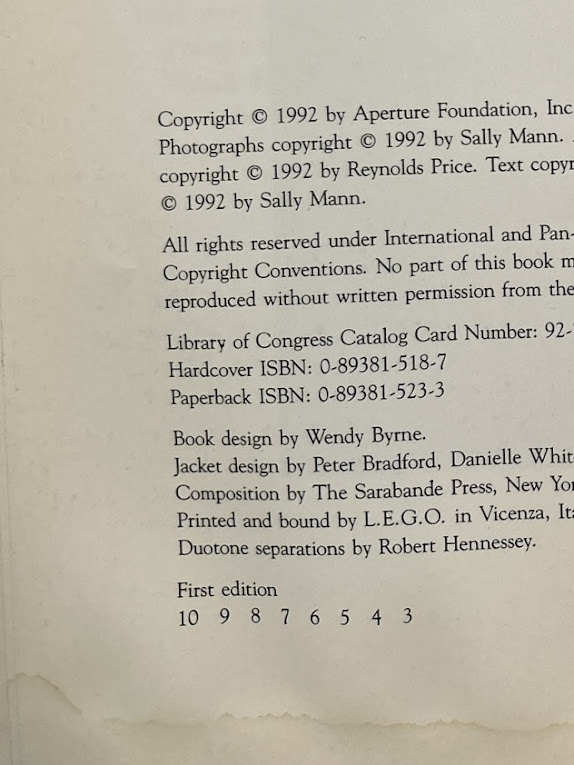 Copyright © 1992 by Aperture Foundation, Inc
Photographs copyright © 1992 by Sally Mann.
copyright © 1992 by Reynolds Price. Text copyr
© 1992 by Sally Mann.
All rights reserved under International and Pan-
Copyright Conventions. No part of this book m
reproduced without written permission from the
Library of Congress Catalog Card Number: 92-
Hardcover ISBN: 0-89381-518-7
Paperback ISBN: 0-89381-523-3
Book design by Wendy Byrne.
Jacket design by Peter Bradford, Danielle Whit
Composition by The Sarabande Press, New Yor
Printed and bound by L.E.G.O. in Vicenza, Ita
Duotone separations by Robert Hennessey.
First edition
10 9 8 7 6 5 4 3